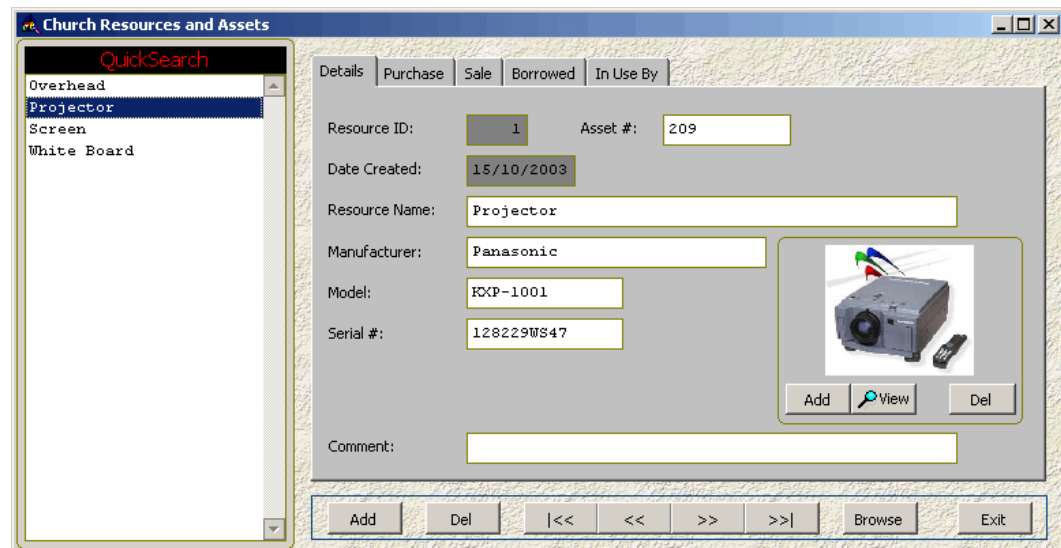 Church Resources and Assets
QuickSearch
Overhead
Projector
Screen
White Board
Details Purchase Sale Borrowed In Use By
Resource ID: 1 Asset #: 209
Date Created: 15/10/2003
Resource Name: Projector
Manufacturer: Panasonic
Model: KXP-1001
Serial #: 128229WS47
Add View Del
Comment:
Add Del |<< << >> >>| Browse Exit